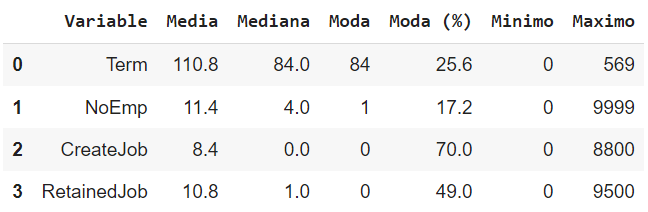 Variable Media Mediana Moda Moda (%) Minimo Maximo
0 Term 110.8 84.0 84 25.6 0 569
1 NoEmp 11.4 4.0 1 17.2 0 9999
2 CreateJob 8.4 0.0 0 70.0 0 8800
3 RetainedJob 10.8 1.0 0 49.0 0 9500